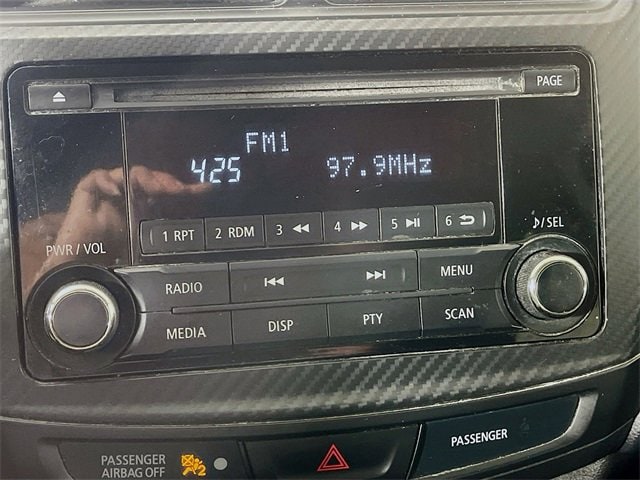 PAGE
FM1
425 97.9MHz
1 RPT 2 RDM 3 4 5 6
PWR / VOL
/ SEL
RADIO MENU
MEDIA DISP PTY SCAN
PASSENGER
AIRBAG OFF
2
PASSENGER